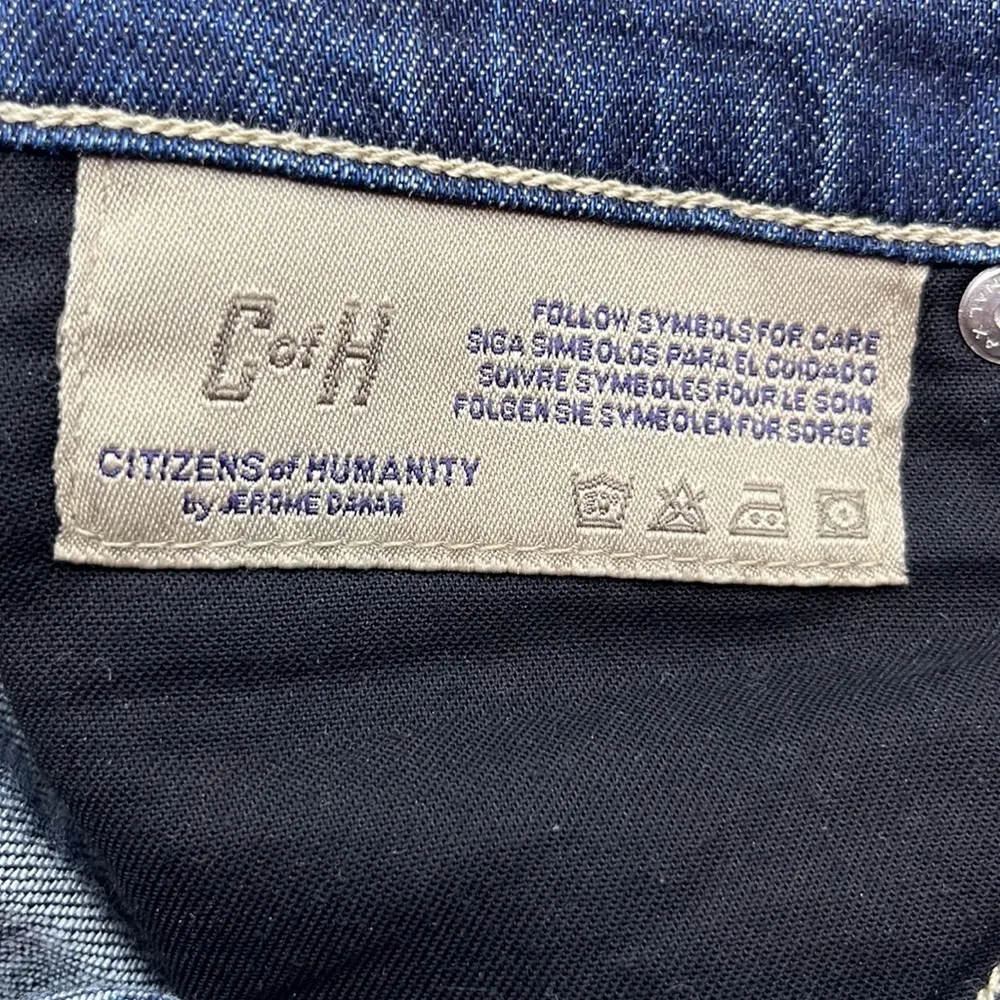 C of H
CITIZENS of HUMANITY
by JEROME DAHAN
FOLLOW SYMBOLS FOR CARE
SIGA SIMBOLOS PARA EL CUIDADO
SUIVRE SYMBOLES POUR LE SOIN
FOLGEN SIE SYMBOLEN FÜR SORGE
30°